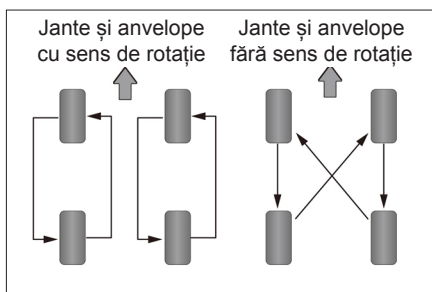 Jante și anvelope
cu sens de rotație
Jante și anvelope
fără sens de rotație